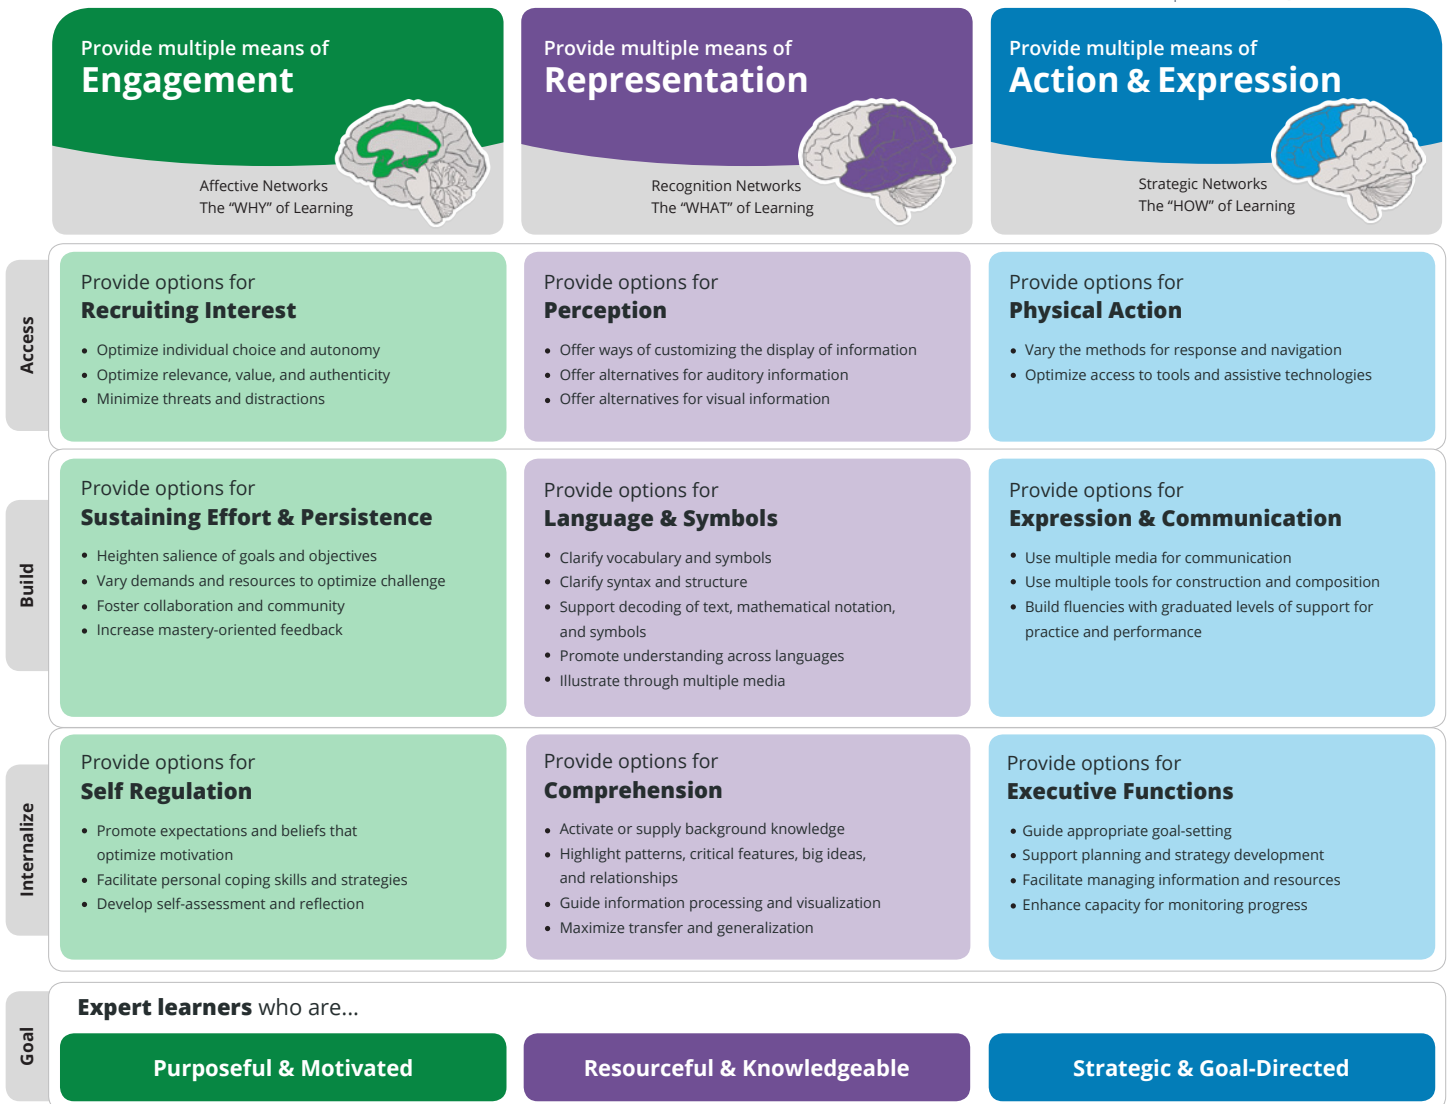 Provide multiple means of
Engagement
Affective Networks
The “WHY” of Learning
Provide multiple means of
Representation
Recognition Networks
The “WHAT” of Learning
Provide multiple means of
Action & Expression
Strategic Networks
The “HOW” of Learning
Access
Provide options for
Recruiting Interest
• Optimize individual choice and autonomy
• Optimize relevance, value, and authenticity
• Minimize threats and distractions
Provide options for
Perception
• Offer ways of customizing the display of information
• Offer alternatives for auditory information
• Offer alternatives for visual information
Provide options for
Physical Action
• Vary the methods for response and navigation
• Optimize access to tools and assistive technologies
Build
Provide options for
Sustaining Effort & Persistence
• Heighten salience of goals and objectives
• Vary demands and resources to optimize challenge
• Foster collaboration and community
• Increase mastery-oriented feedback
Provide options for
Language & Symbols
• Clarify vocabulary and symbols
• Clarify syntax and structure
• Support decoding of text, mathematical notation,
and symbols
• Promote understanding across languages
• Illustrate through multiple media
Provide options for
Expression & Communication
• Use multiple media for communication
• Use multiple tools for construction and composition
• Build fluencies with graduated levels of support for
practice and performance
Internalize
Provide options for
Self Regulation
• Promote expectations and beliefs that
optimize motivation
• Facilitate personal coping skills and strategies
• Develop self-assessment and reflection
Provide options for
Comprehension
• Activate or supply background knowledge
• Highlight patterns, critical features, big ideas,
and relationships
• Guide information processing and visualization
• Maximize transfer and generalization
Provide options for
Executive Functions
• Guide appropriate goal-setting
• Support planning and strategy development
• Facilitate managing information and resources
• Enhance capacity for monitoring progress
Goal
Expert learners who are...
Purposeful & Motivated
Resourceful & Knowledgeable
Strategic & Goal-Directed